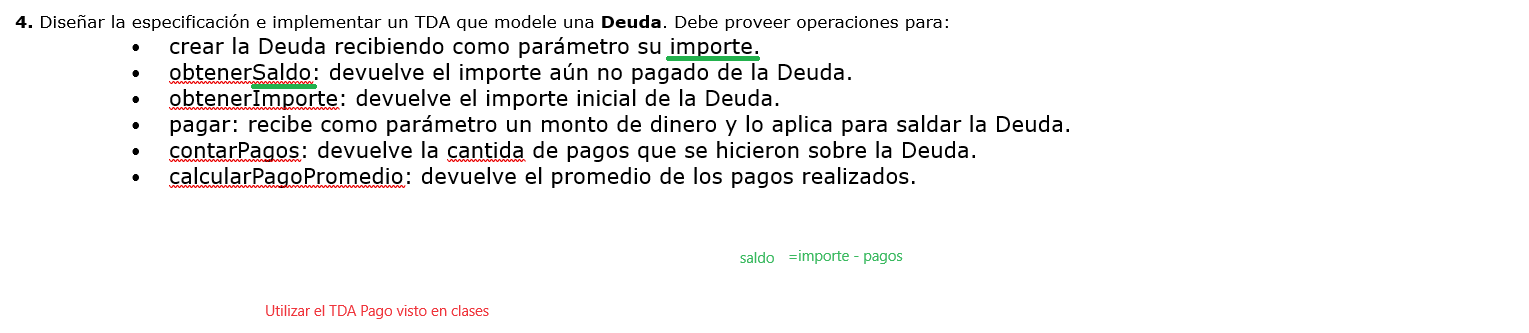 4. Diseñar la especificación e implementar un TDA que modele una Deuda. Debe proveer operaciones para:
• crear la Deuda recibiendo como parámetro su importe.
• obtenerSaldo: devuelve el importe aún no pagado de la Deuda.
• obtenerImporte: devuelve el importe inicial de la Deuda.
• pagar: recibe como parámetro un monto de dinero y lo aplica para saldar la Deuda.
• contarPagos: devuelve la cantida de pagos que se hicieron sobre la Deuda.
• calcularPagoPromedio: devuelve el promedio de los pagos realizados.
saldo =importe - pagos
Utilizar el TDA Pago visto en clases